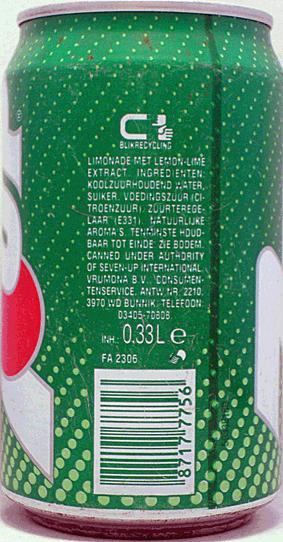 BLIKRECYCLING
LIMONADE MET LEMON-LIME
EXTRACT. INGREDIENTEN:
KOOLZUURHOUDEND WATER,
SUIKER, VOEDINGSZUUR (CI-
TROENZUUR), ZUURTEREGE-
LAAR (E331), NATUURLIJKE
AROMA'S. TENMINSTE HOUD-
BAAR TOT EINDE: ZIE BODEM.
CANNED UNDER AUTHORITY
OF SEVEN-UP INTERNATIONAL.
VRUMONA B.V., CONSUMEN-
TENSERVICE, ANTW. NR. 2210,
3970 WD BUNNIK. TELEFOON:
03405-70808.
INH. 0.33L e
FA 2306
87177756